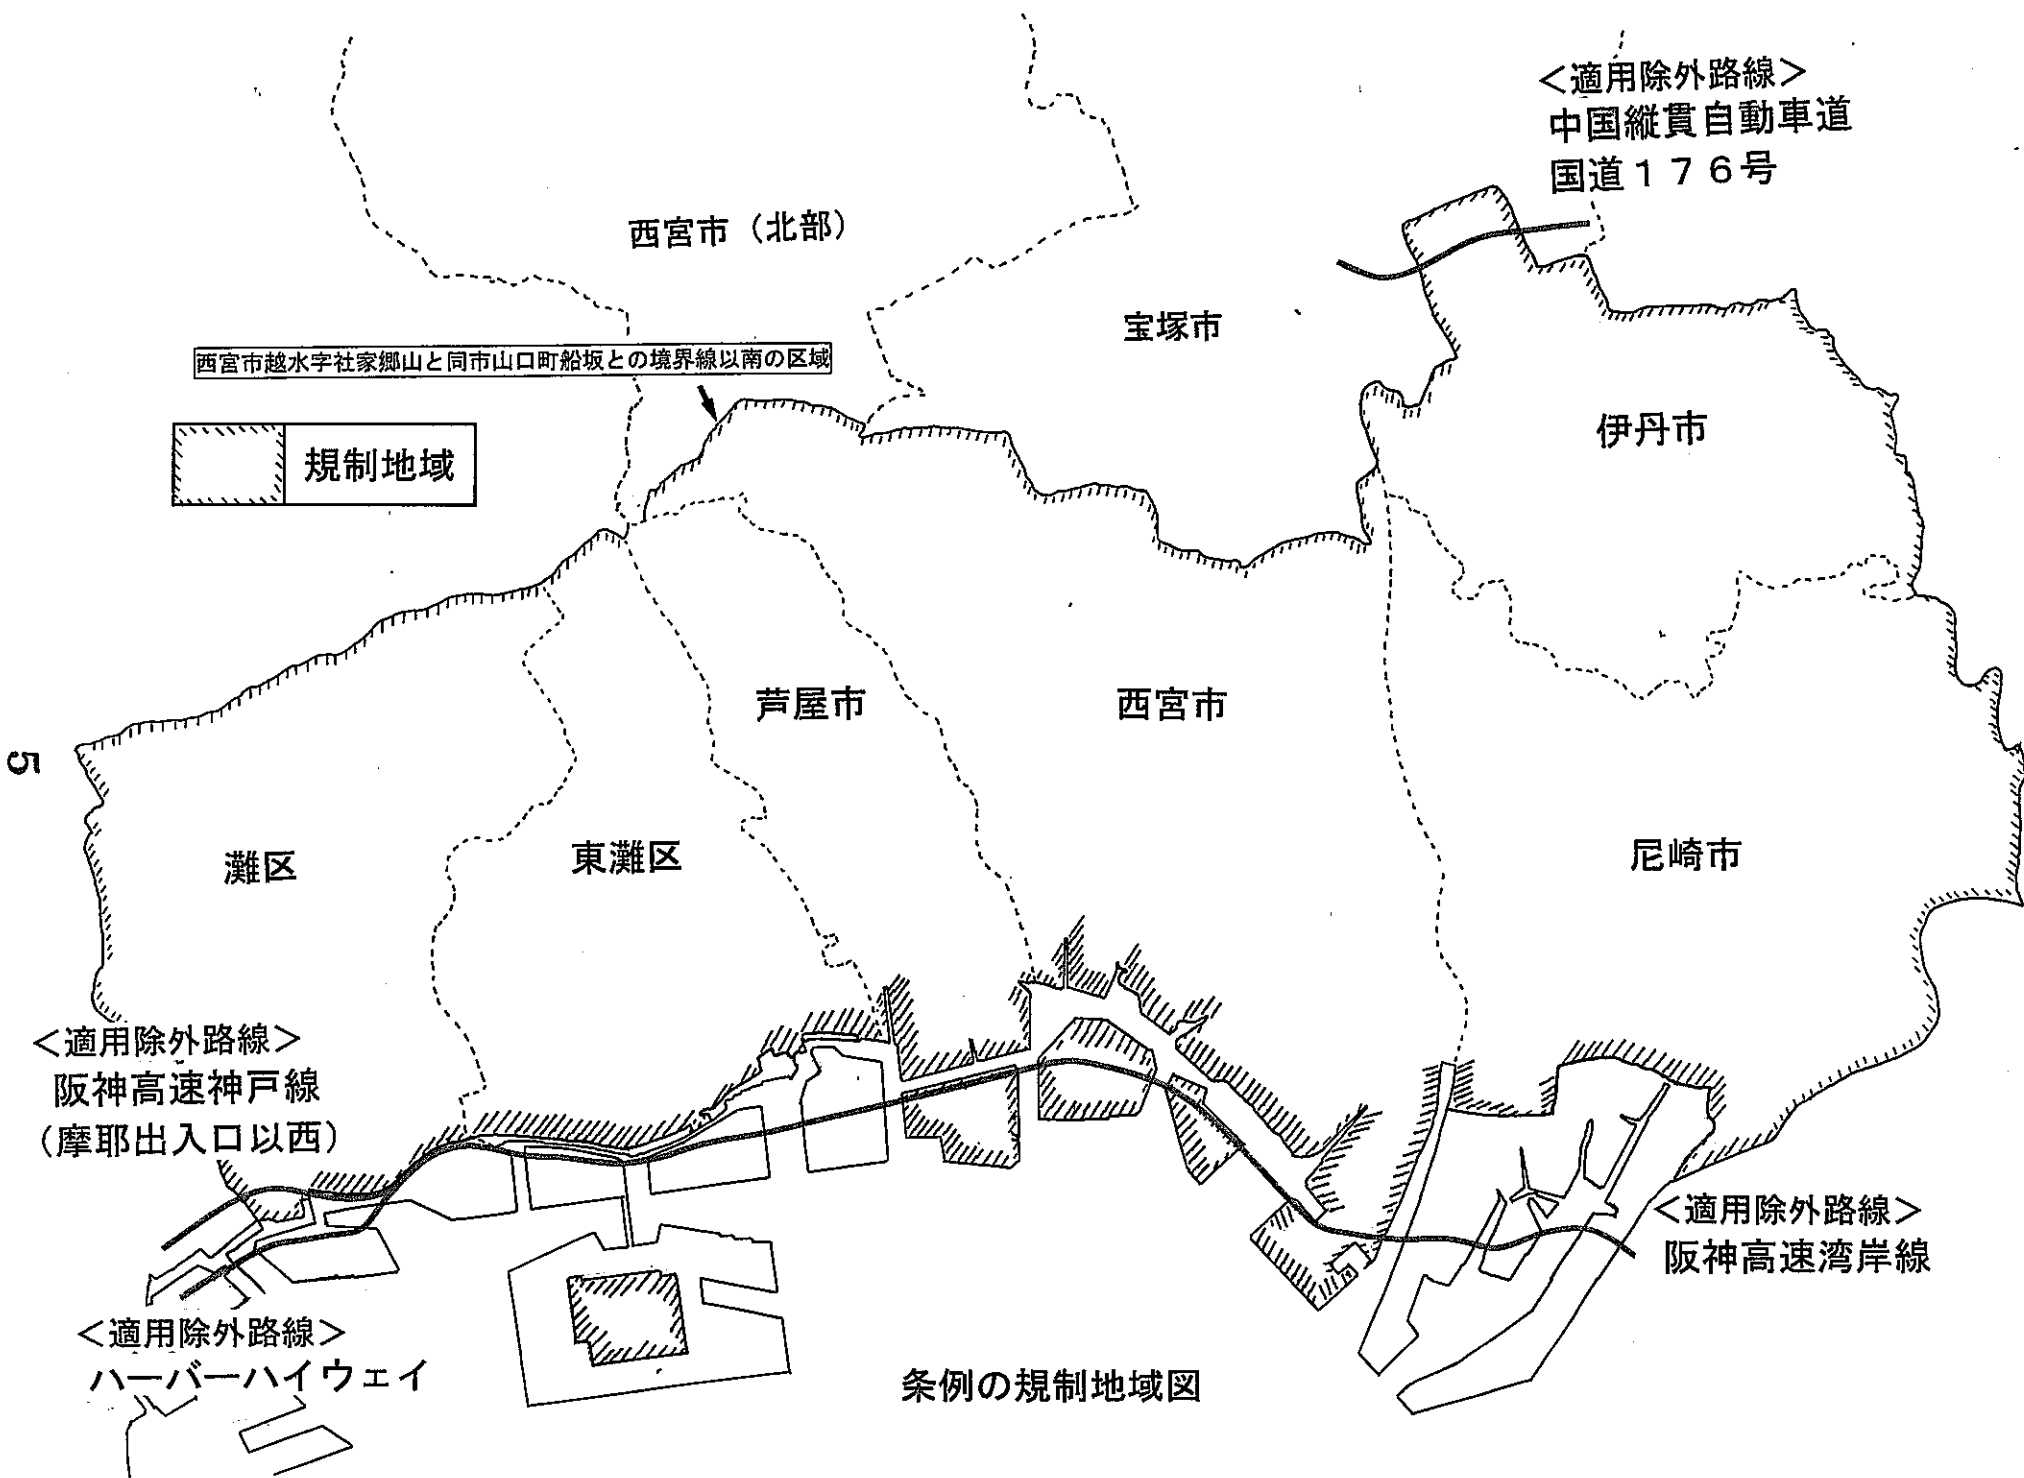 <適用除外路線>
中国縦貫自動車道
国道176号
西宮市(北部)
宝塚市
西宮市越水字社家郷山と同市山口町船坂との境界線以南の区域
規制地域
伊丹市
芦屋市
西宮市
5
灘区
東灘区
尼崎市
<適用除外路線>
阪神高速神戸線
(摩耶出入口以西)
<適用除外路線>
阪神高速湾岸線
<適用除外路線>
ハーバーハイウェイ
条例の規制地域図